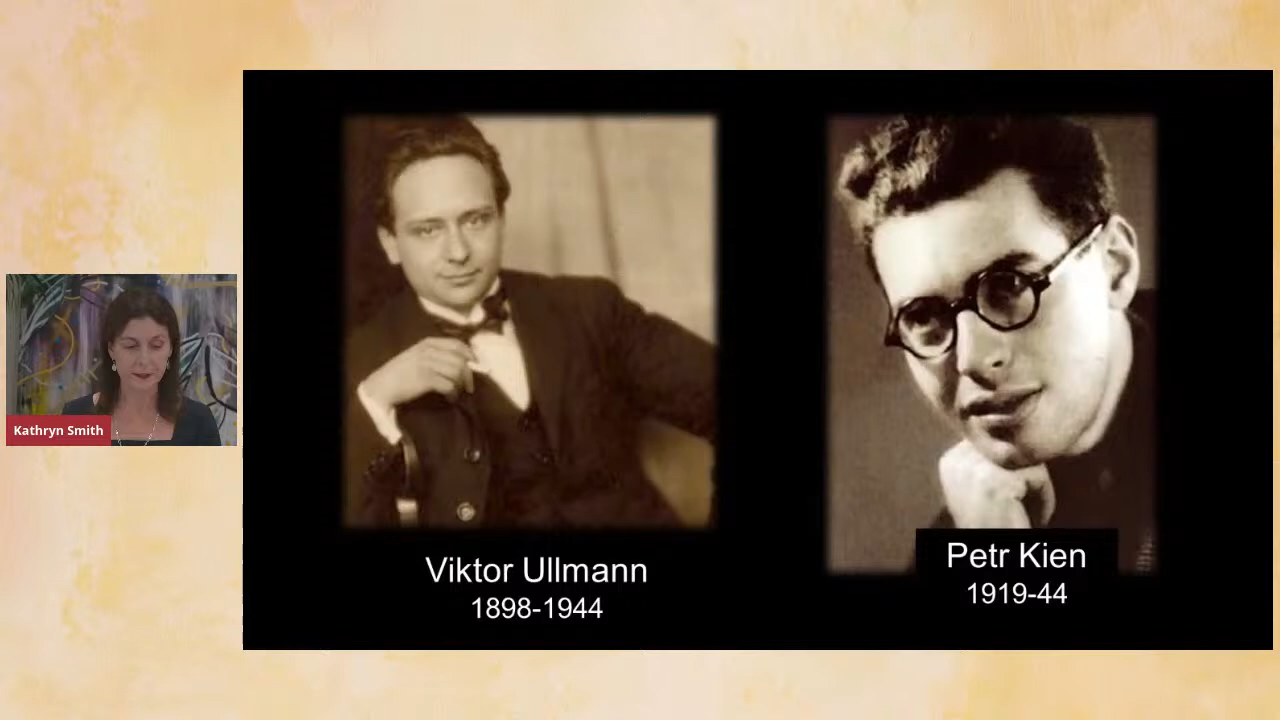 Kathryn Smith
Viktor Ullmann
1898-1944
Petr Kien
1919-44